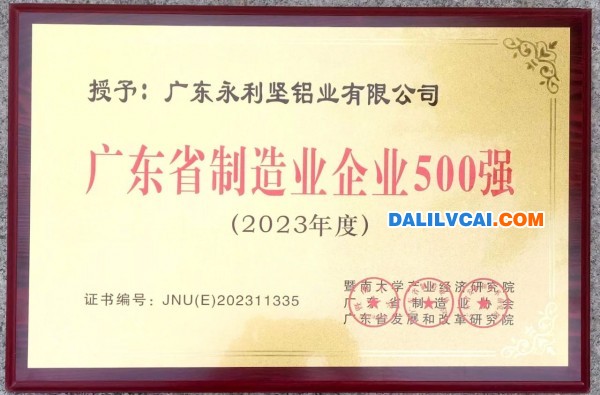 授予：广东永利坚铝业有限公司
广东省制造业企业500强
(2023年度)
DALILVCAI.COM
证书编号：JNU(E)202311335
暨南大学产业经济研究院
广东省制造业协会
广东省发展和改革研究院